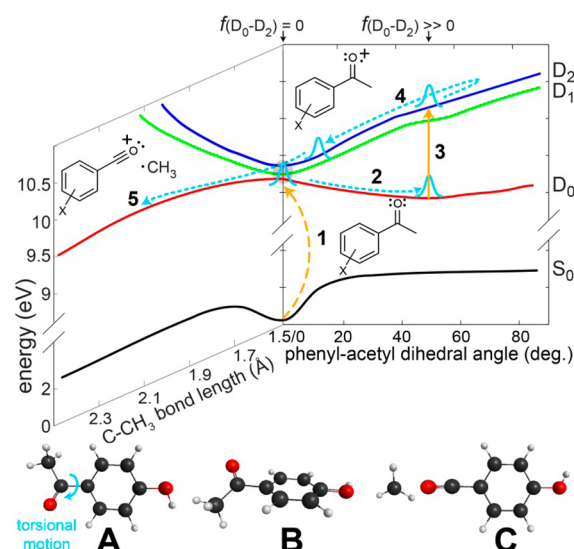 f(D₀-D₂) = 0 f(D₀-D₂) >> 0
:O:
+
X
4
D₂
D₁
+
O:
·CH₃
X
3
5
2
D₀
10.5
10
9.5
9
:O:
X
1
S₀
energy (eV)
2
0
1.5/0 20 40 60 80
phenyl-acetyl dihedral angle (deg.)
1.7
1.9
2.1
2.3
C-CH₃ bond length (Å)
torsional
motion
A B C